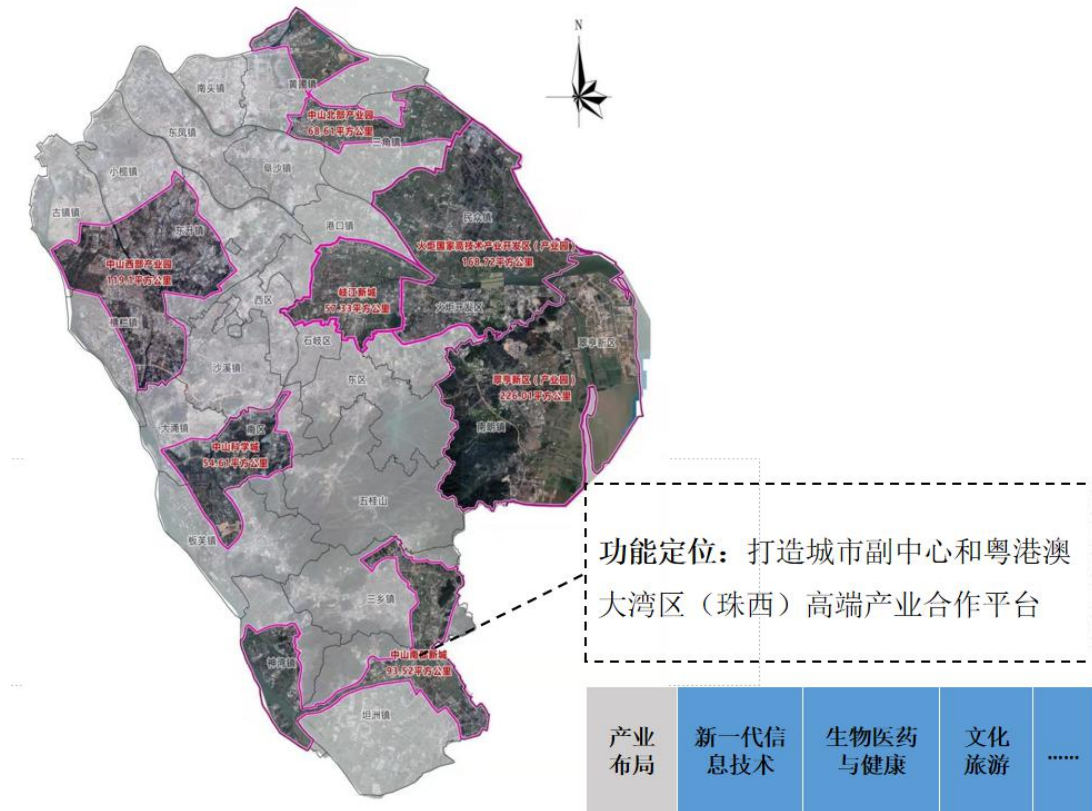 N
南头镇
黄圃镇
中山北部产业园
68.61平方公里
东凤镇
三角镇
阜沙镇
小榄镇
古镇镇
东升镇
港口镇
民众镇
火炬国家高技术产业开发区（产业园）
168.72平方公里
中山西部产业园
119.1平方公里
岐江新城
57.33平方公里
西区
火炬开发区
横栏镇
石岐区
翠亨新区
沙溪镇
东区
翠亨新区（产业园）
226.01平方公里
大涌镇
南区
南朗镇
中山科学城
54.61平方公里
五桂山
板芙镇
功能定位：打造城市副中心和粤港澳
大湾区（珠西）高端产业合作平台
三乡镇
神湾镇
中山南部新城
93.52平方公里
坦洲镇
产业
布局
新一代信
息技术
生物医药
与健康
文化
旅游
......